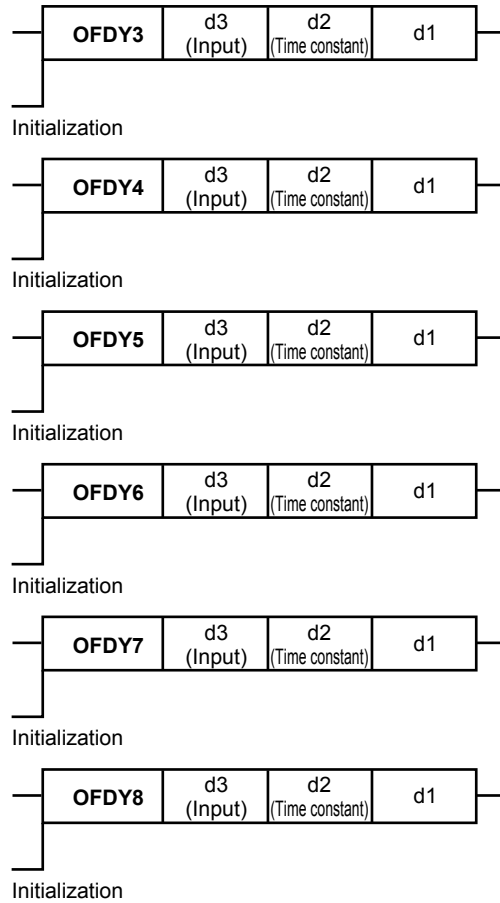 OFDY3 d3 (Input) d2 (Time constant) d1
Initialization
OFDY4 d3 (Input) d2 (Time constant) d1
Initialization
OFDY5 d3 (Input) d2 (Time constant) d1
Initialization
OFDY6 d3 (Input) d2 (Time constant) d1
Initialization
OFDY7 d3 (Input) d2 (Time constant) d1
Initialization
OFDY8 d3 (Input) d2 (Time constant) d1
Initialization